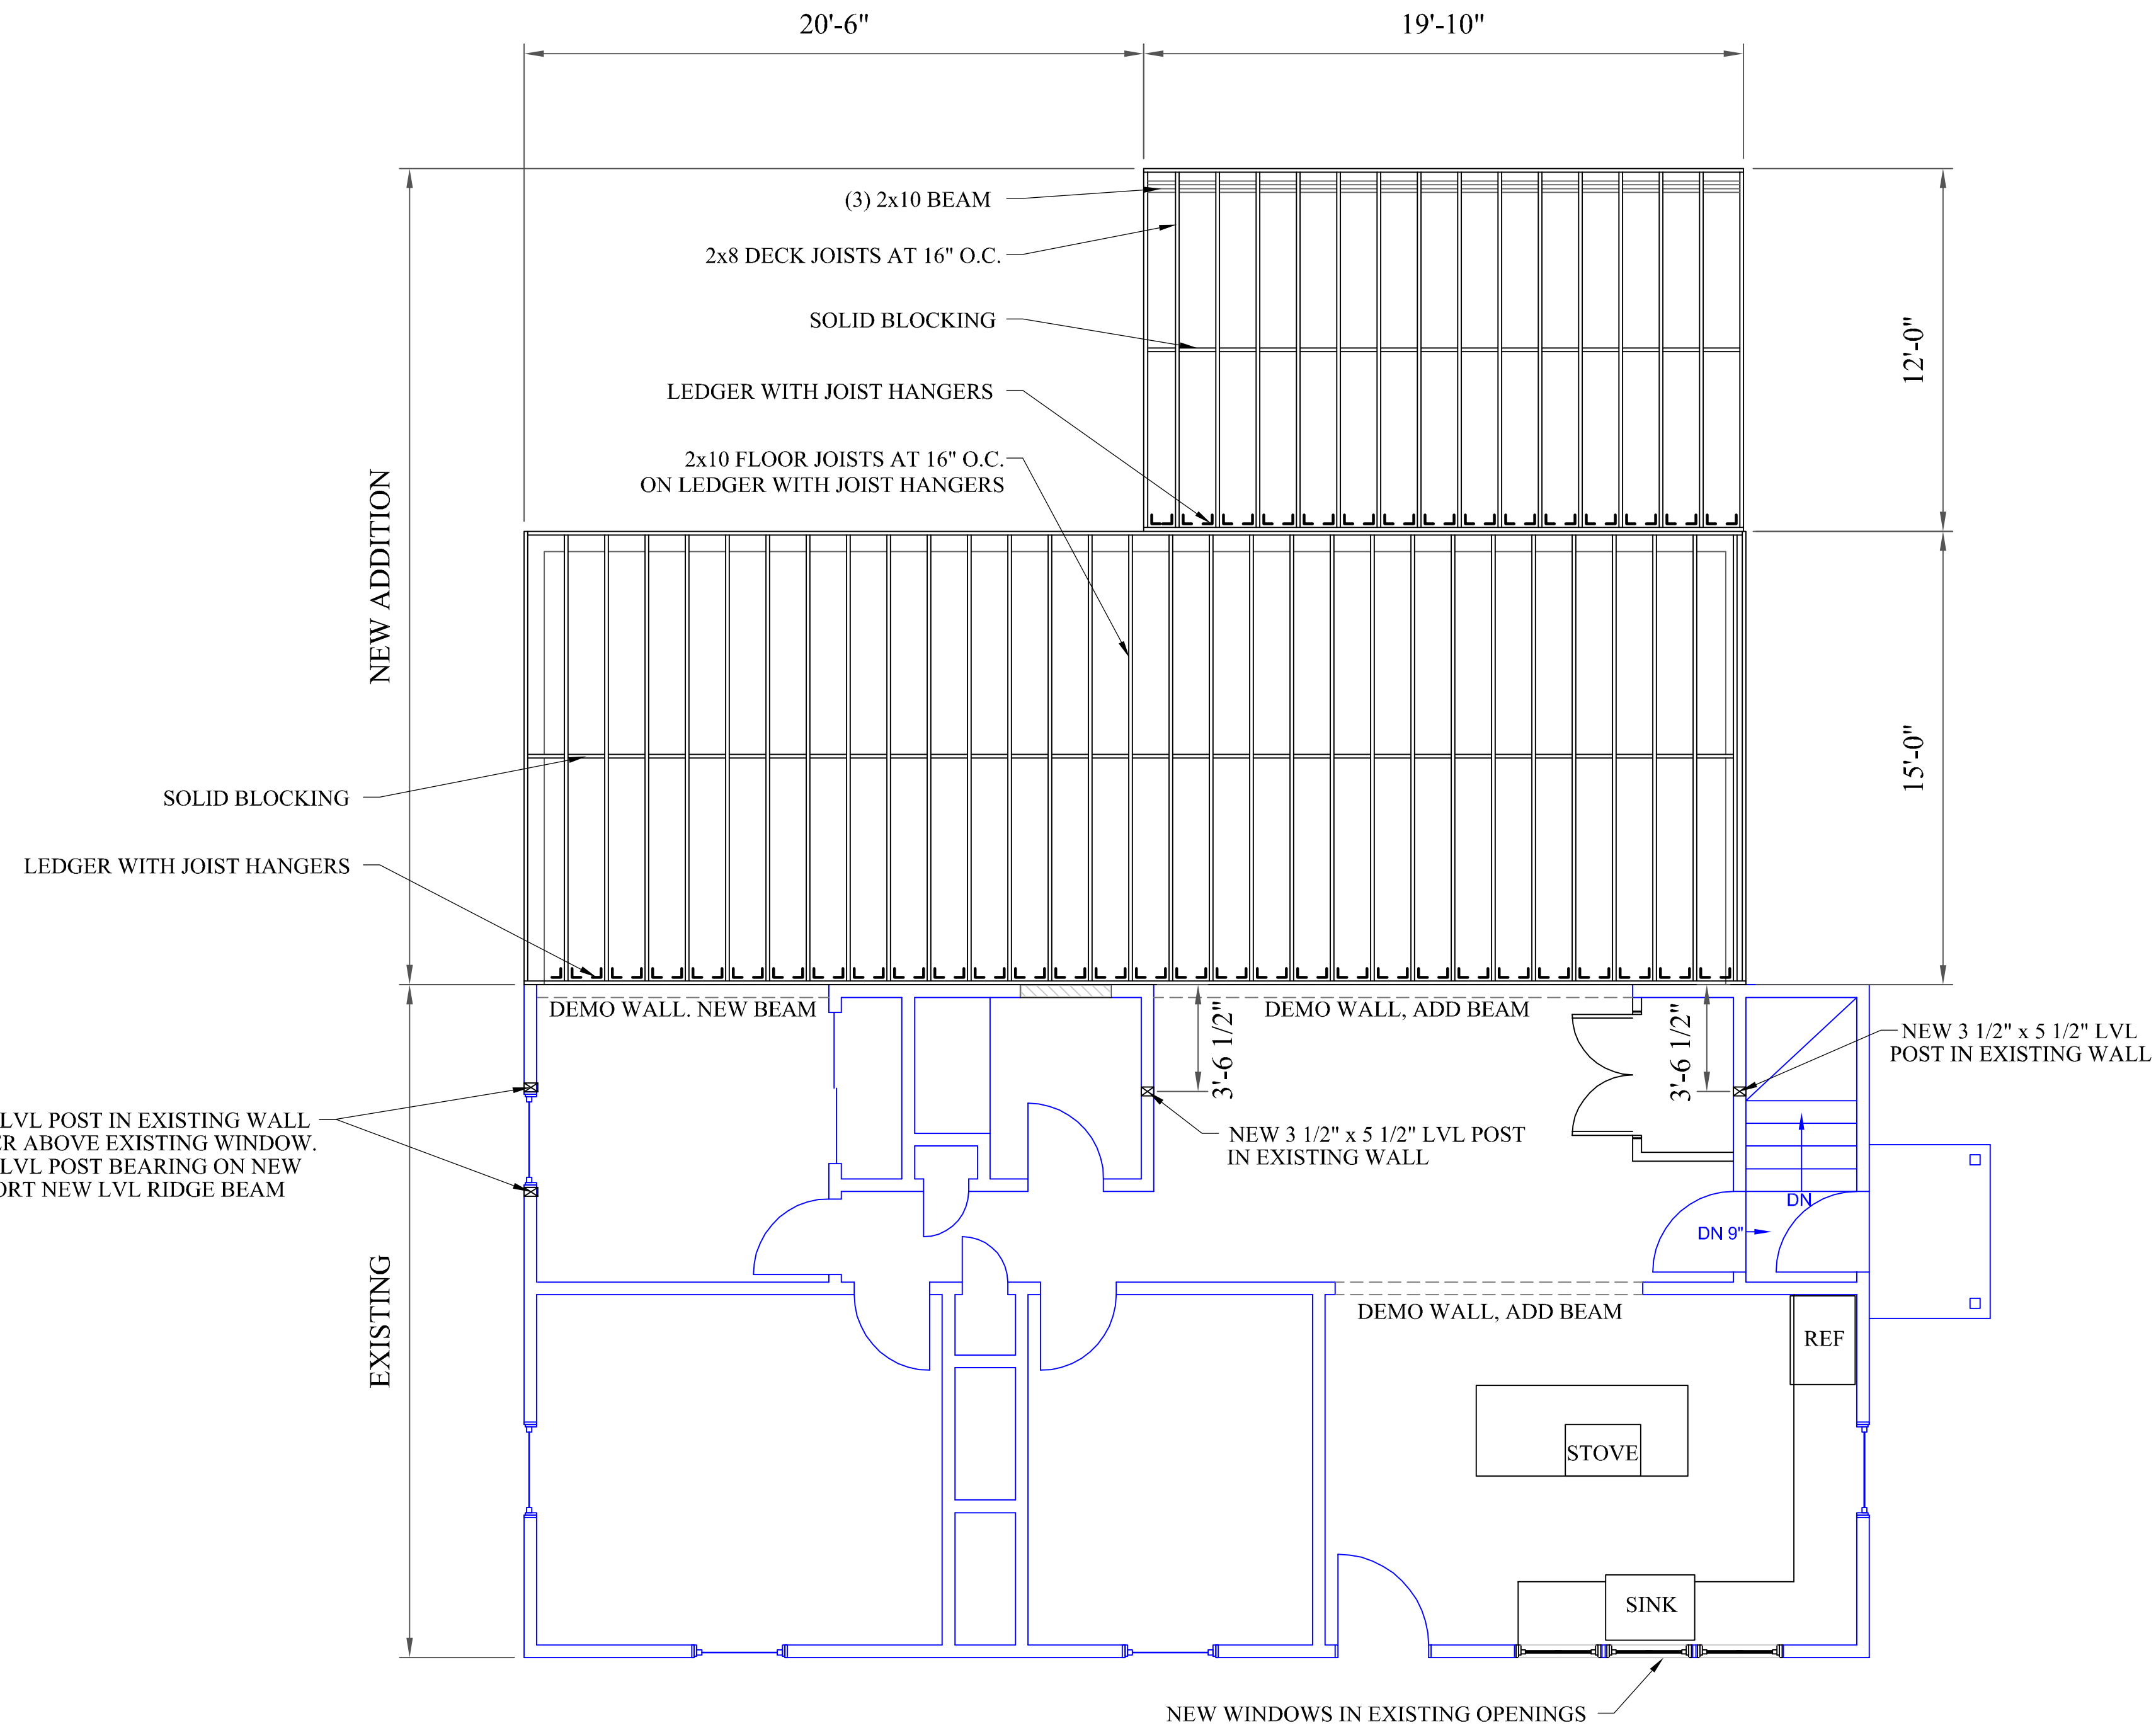 20'-6"
19'-10"
(3) 2x10 BEAM
2x8 DECK JOISTS AT 16" O.C.
SOLID BLOCKING
12'-0"
LEDGER WITH JOIST HANGERS
2x10 FLOOR JOISTS AT 16" O.C.
ON LEDGER WITH JOIST HANGERS
NEW ADDITION
15'-0"
SOLID BLOCKING
LEDGER WITH JOIST HANGERS
DEMO WALL. NEW BEAM
DEMO WALL, ADD BEAM
3'-6 1/2"
3'-6 1/2"
NEW 3 1/2" x 5 1/2" LVL
POST IN EXISTING WALL
LVL POST IN EXISTING WALL
ER ABOVE EXISTING WINDOW.
LVL POST BEARING ON NEW
ORT NEW LVL RIDGE BEAM
NEW 3 1/2" x 5 1/2" LVL POST
IN EXISTING WALL
DN
DN 9"
EXISTING
DEMO WALL, ADD BEAM
REF
STOVE
SINK
NEW WINDOWS IN EXISTING OPENINGS